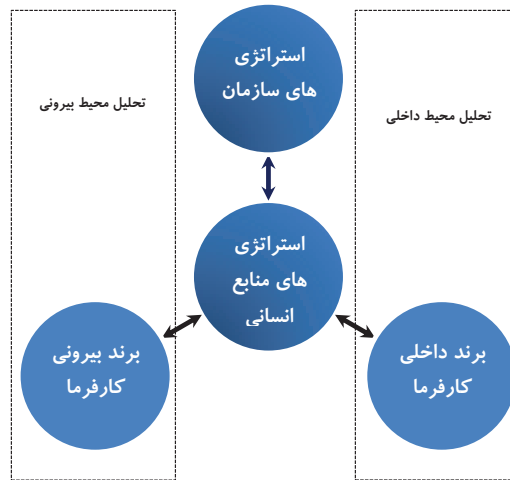 استراتژی
های سازمان
تحلیل محیط داخلی
تحلیل محیط بیرونی
استراتژی
های منابع
انسانی
برند داخلی
کارفرما
برند بیرونی
کارفرما